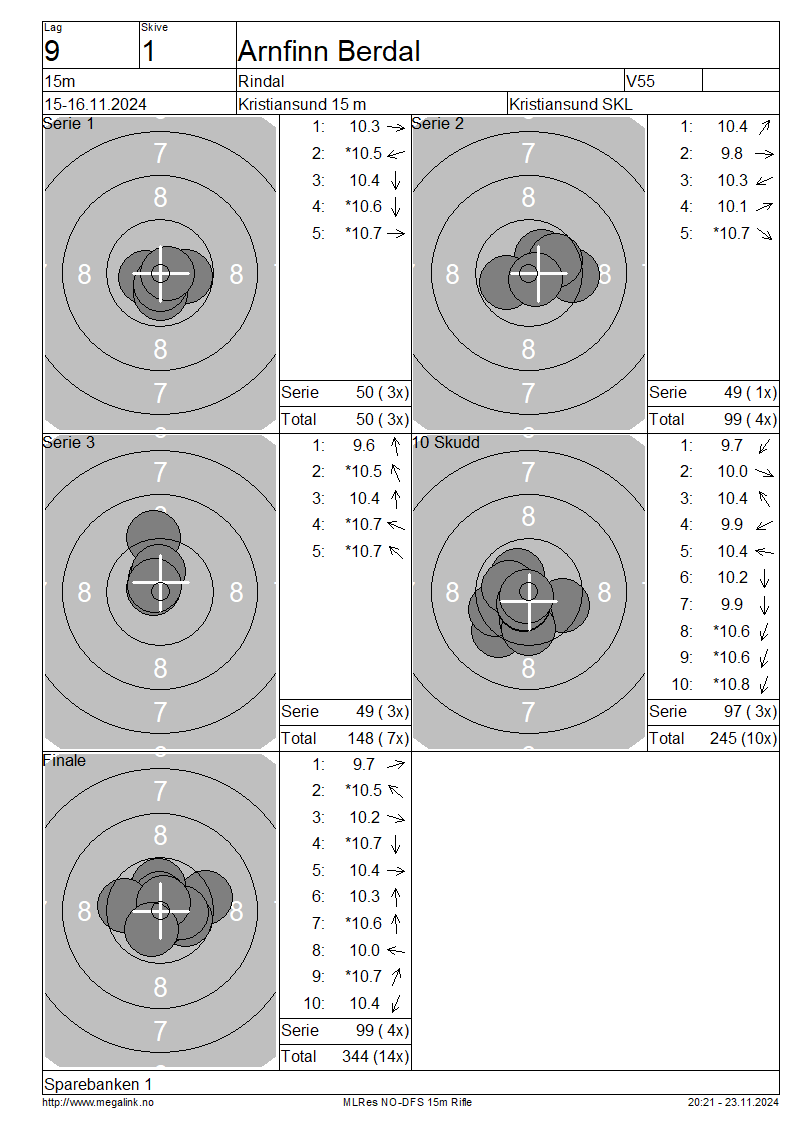 Lag
Skive
9
1
Arnfinn Berdal
15m
Rindal
V55
15-16.11.2024
Kristiansund 15 m
Kristiansund SKL
Serie 1
7
8
8
8
8
7
1: 10.3
2: *10.5
3: 10.4
4: *10.6
5: *10.7
Serie 50 ( 3x)
Total 50 ( 3x)
Serie 2
7
8
8
8
8
7
1: 10.4
2: 9.8
3: 10.3
4: 10.1
5: *10.7
Serie 49 ( 1x)
Total 99 ( 4x)
Serie 3
7
8
8
8
7
1: 9.6
2: *10.5
3: 10.4
4: *10.7
5: *10.7
Serie 49 ( 3x)
Total 148 ( 7x)
10 Skudd
7
8
8
8
8
7
1: 9.7
2: 10.0
3: 10.4
4: 9.9
5: 10.4
6: 10.2
7: 9.9
8: *10.6
9: *10.6
10: *10.8
Serie 97 ( 3x)
Total 245 (10x)
Finale
7
8
8
8
8
7
1: 9.7
2: *10.5
3: 10.2
4: *10.7
5: 10.4
6: 10.3
7: *10.6
8: 10.0
9: *10.7
10: 10.4
Serie 99 ( 4x)
Total 344 (14x)
Sparebanken 1
http://www.megalink.no
MLRes NO-DFS 15m Rifle
20:21 - 23.11.2024